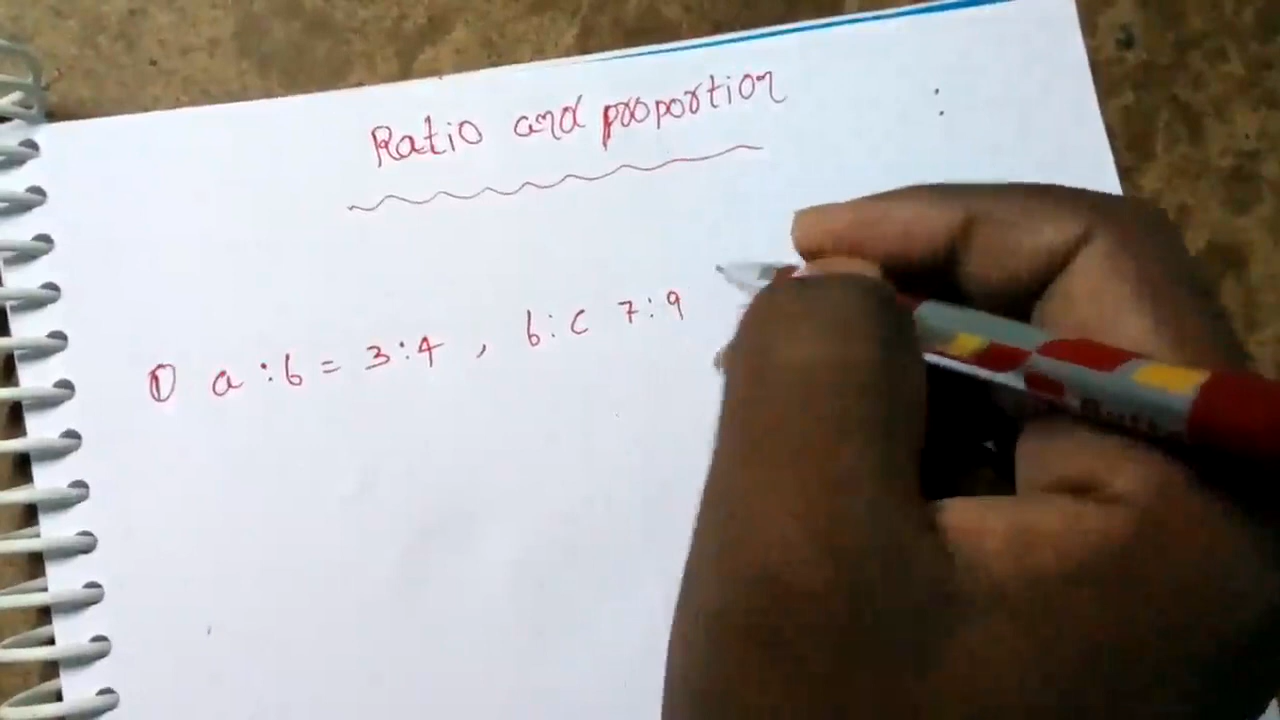 Ratio and proportion
:
① a : b = 3 : 4 , b : c 7 : 9